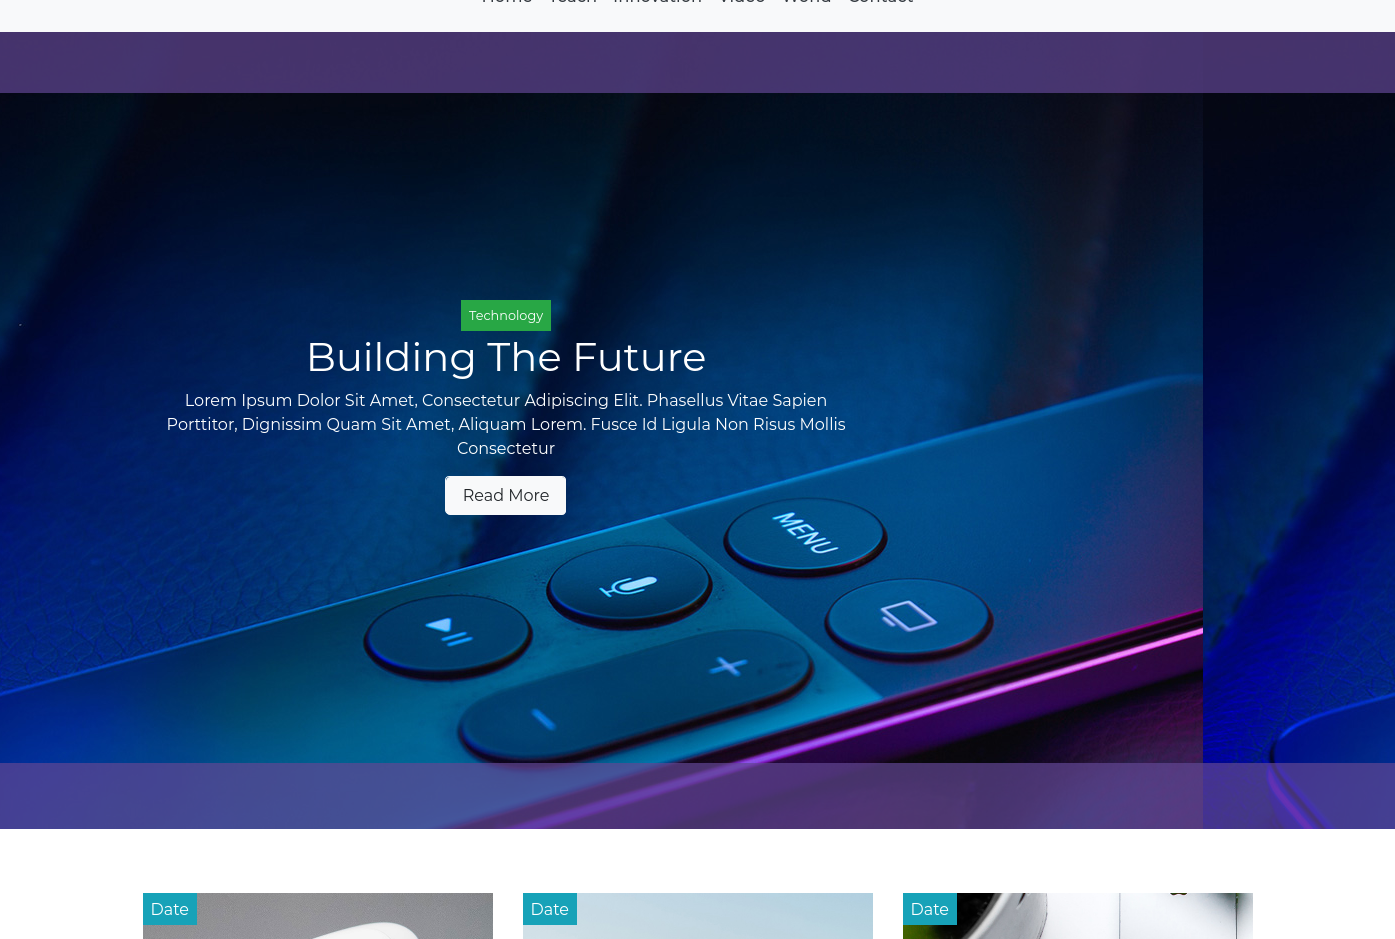 Home Teach Innovation Video World Contact
Technology
Building The Future
Lorem Ipsum Dolor Sit Amet, Consectetur Adipiscing Elit. Phasellus Vitae Sapien
Porttitor, Dignissim Quam Sit Amet, Aliquam Lorem. Fusce Id Ligula Non Risus Mollis
Consectetur
Read More
MENU
Date
Date
Date